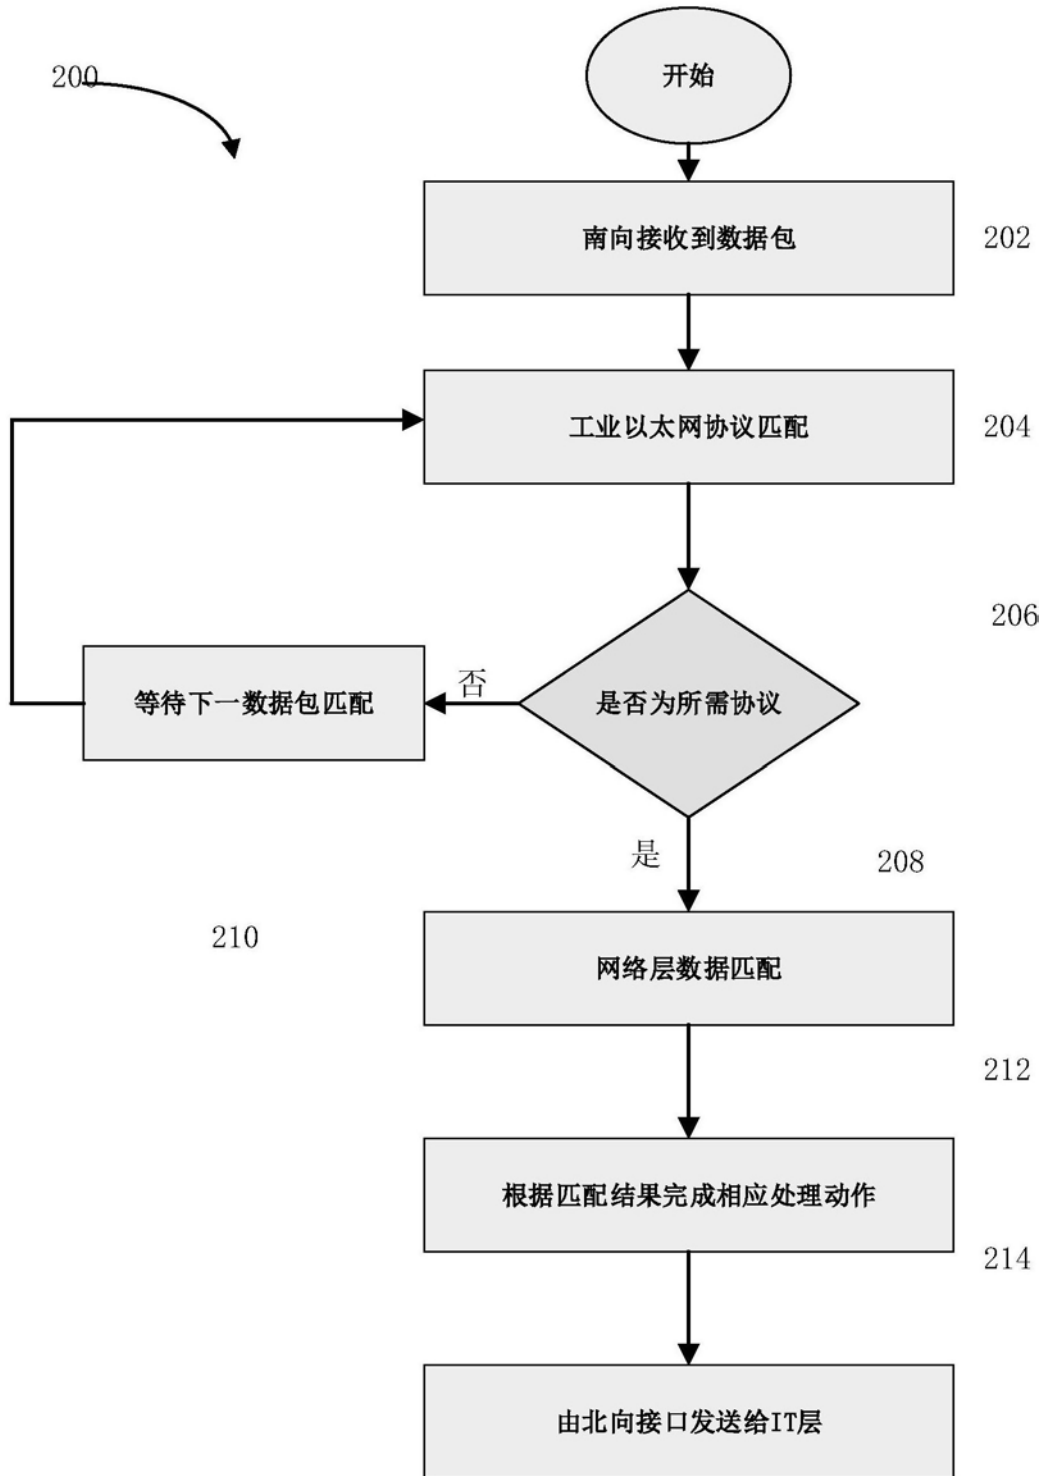 开始
200
南向接收到数据包
202
工业以太网协议匹配
204
206
等待下一数据包匹配
否
是否为所需协议
是
208
210
网络层数据匹配
212
根据匹配结果完成相应处理动作
214
由北向接口发送给IT层